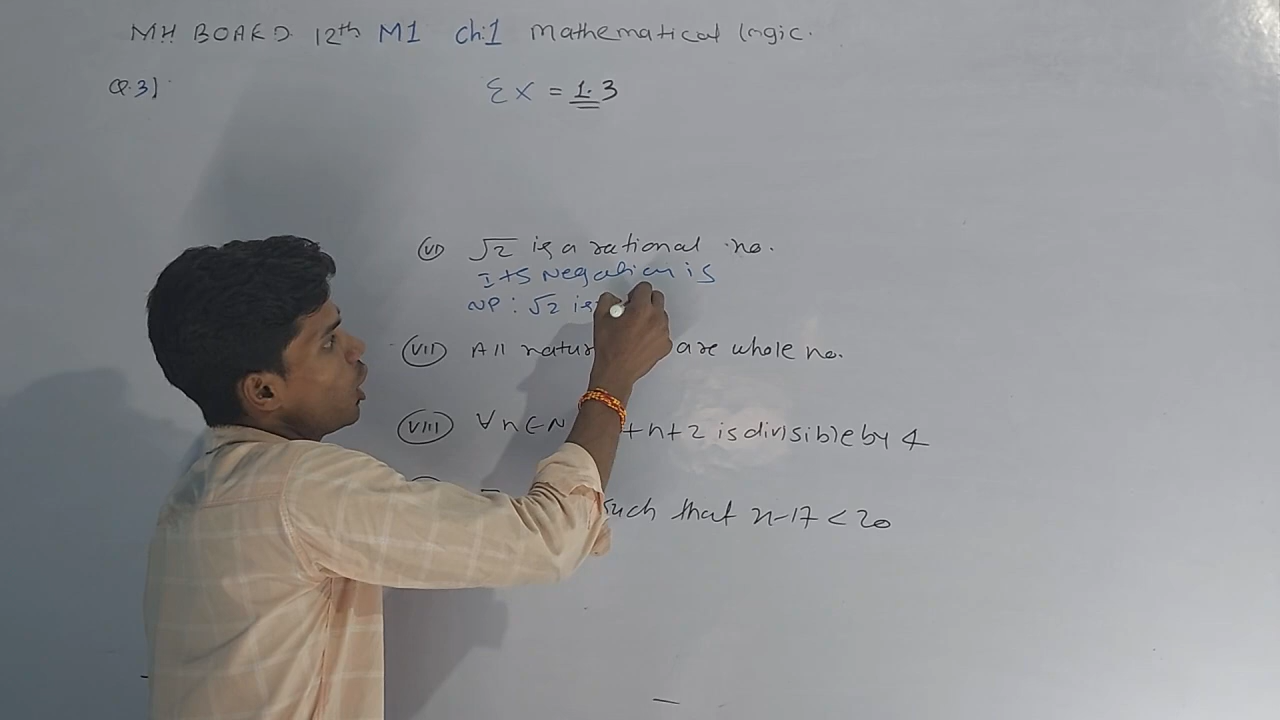 MH BOARD 12th M1 Ch:1 Mathematical logic.
Q.3)
Ex = 1.3
(VI) √2 is a rational no.
Its Negation is
~P : √2 is
(VII) All natur are whole no.
(VIII) ∀ n ∈ N + n + 2 is divisible by 4
such that x-17 < 20